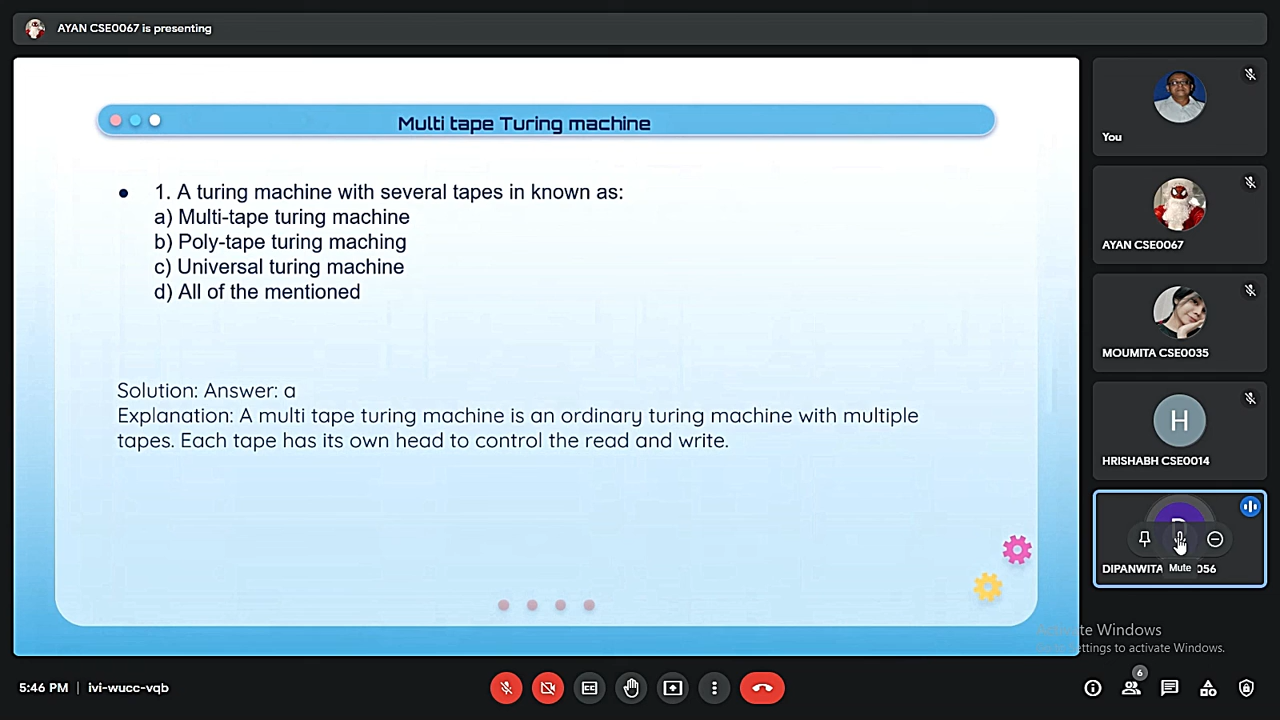 AYAN CSE0067 is presenting
Multi tape Turing machine
1. A turing machine with several tapes in known as:
a) Multi-tape turing machine
b) Poly-tape turing maching
c) Universal turing machine
d) All of the mentioned
Solution: Answer: a
Explanation: A multi tape turing machine is an ordinary turing machine with multiple
tapes. Each tape has its own head to control the read and write.
You
AYAN CSE0067
MOUMITA CSE0035
H
HRISHABH CSE0014
DIPANWITA 056
Mute
Windows
to activate Windows.
5:46 PM | ivi-wucc-vqb
6